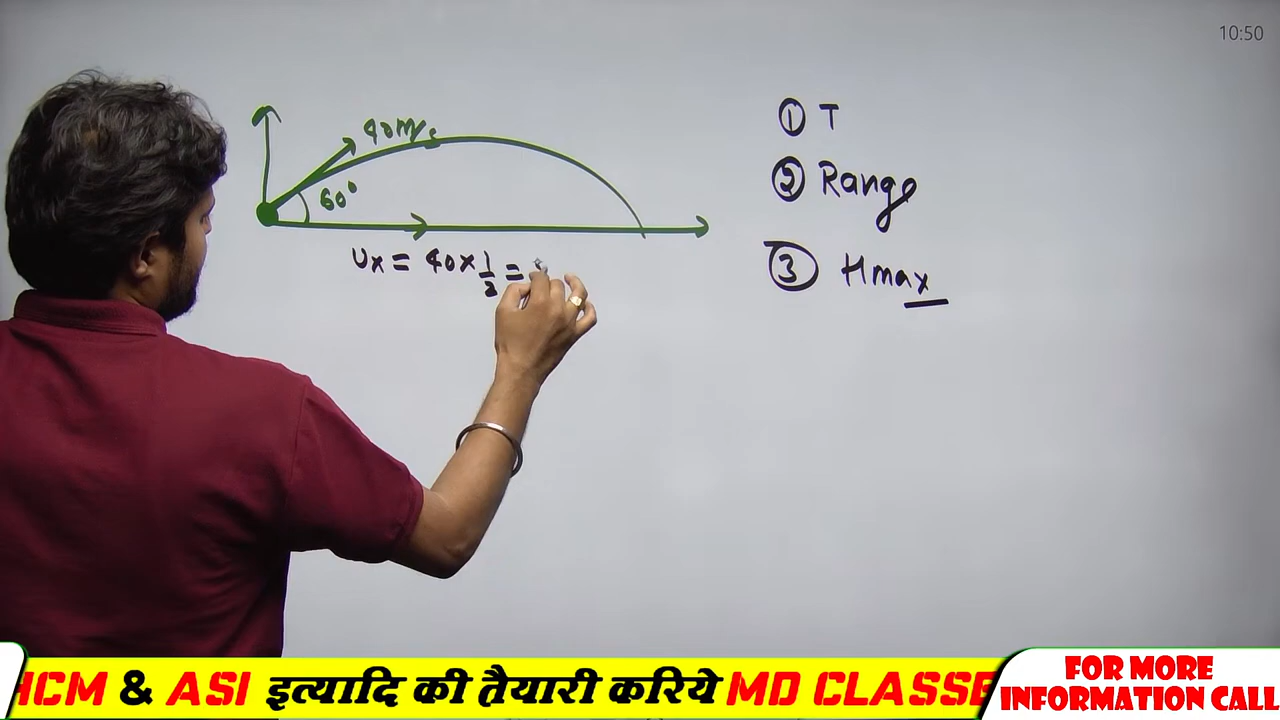 10:50
40m/s
60°
Ux = 40 × 1/2 =
① T
② Range
③ Hmax
HCM & ASI इत्यादि की तैयारी करिये MD CLASSE
FOR MORE
INFORMATION CALL